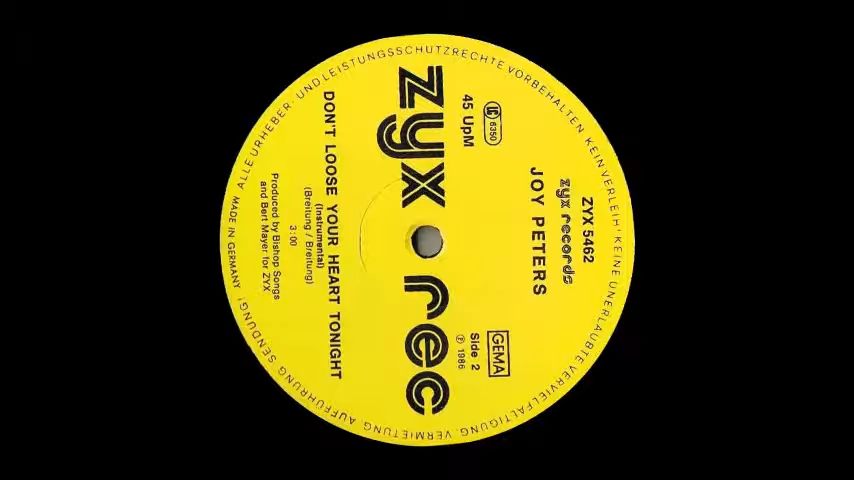 ZYX 5462
zyx records
JOY PETERS
LC 6350
45 UpM
GEMA
Side 2
Ⓟ 1986
zyx rec
DON'T LOOSE YOUR HEART TONIGHT
(Instrumental)
(Breitung / Breitung)
3:00
Produced by Bishop Songs
and Bert Mayer for ZYX
ALLE URHEBER- UND LEISTUNGSSCHUTZRECHTE VORBEHALTEN KEIN VERLEIH! KEINE UNERLAUBTE VERVIELFÄLTIGUNG, VERMIETUNG, AUFFÜHRUNG, SENDUNG!
MADE IN GERMANY